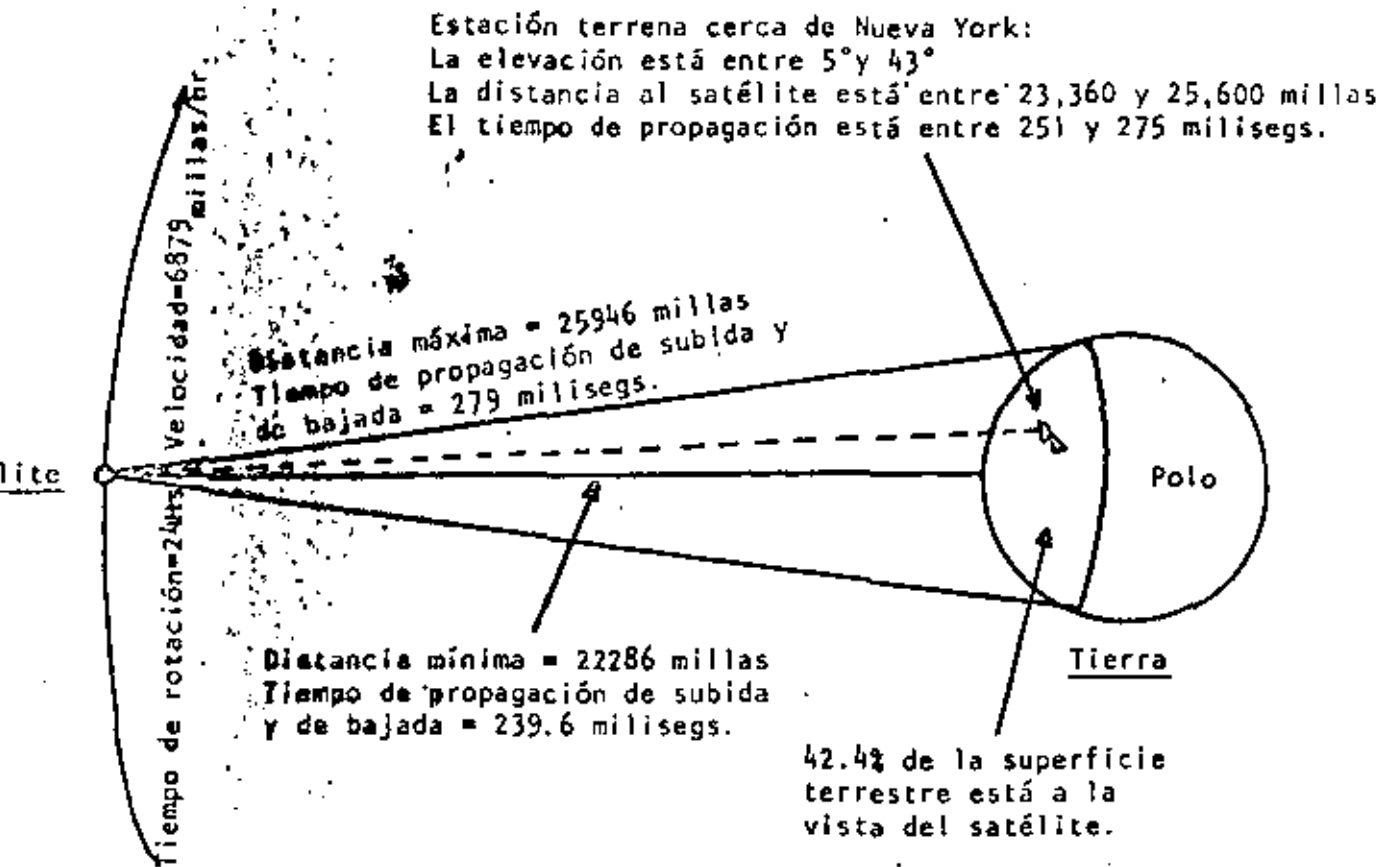 Estación terrena cerca de Nueva York:
La elevación está entre 5°y 43°
La distancia al satélite está entre 23,360 y 25,600 millas
El tiempo de propagación está entre 251 y 275 milisegs.
Tiempo de rotación=24Hs Velocidad=6879 millas/hr.
Distancia máxima = 25946 millas
Tiempo de propagación de subida y
de bajada = 279 milisegs.
lite
Polo
Distancia mínima = 22286 millas
Tiempo de propagación de subida
y de bajada = 239.6 milisegs.
Tierra
42.4% de la superficie
terrestre está a la
vista del satélite.